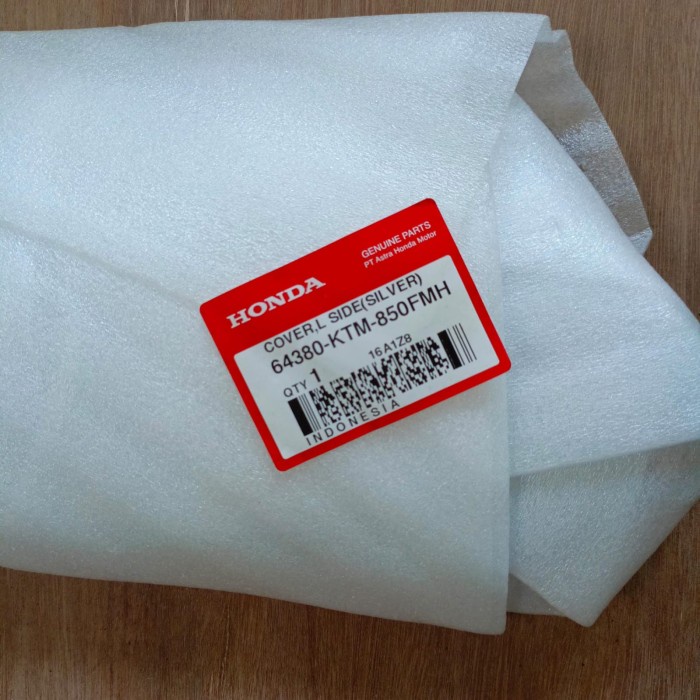 HONDA
GENUINE PARTS
PT Astra Honda Motor
COVER,L SIDE(SILVER)
64380-KTM-850FMH
16A1Z8
QTY 1
INDONESIA